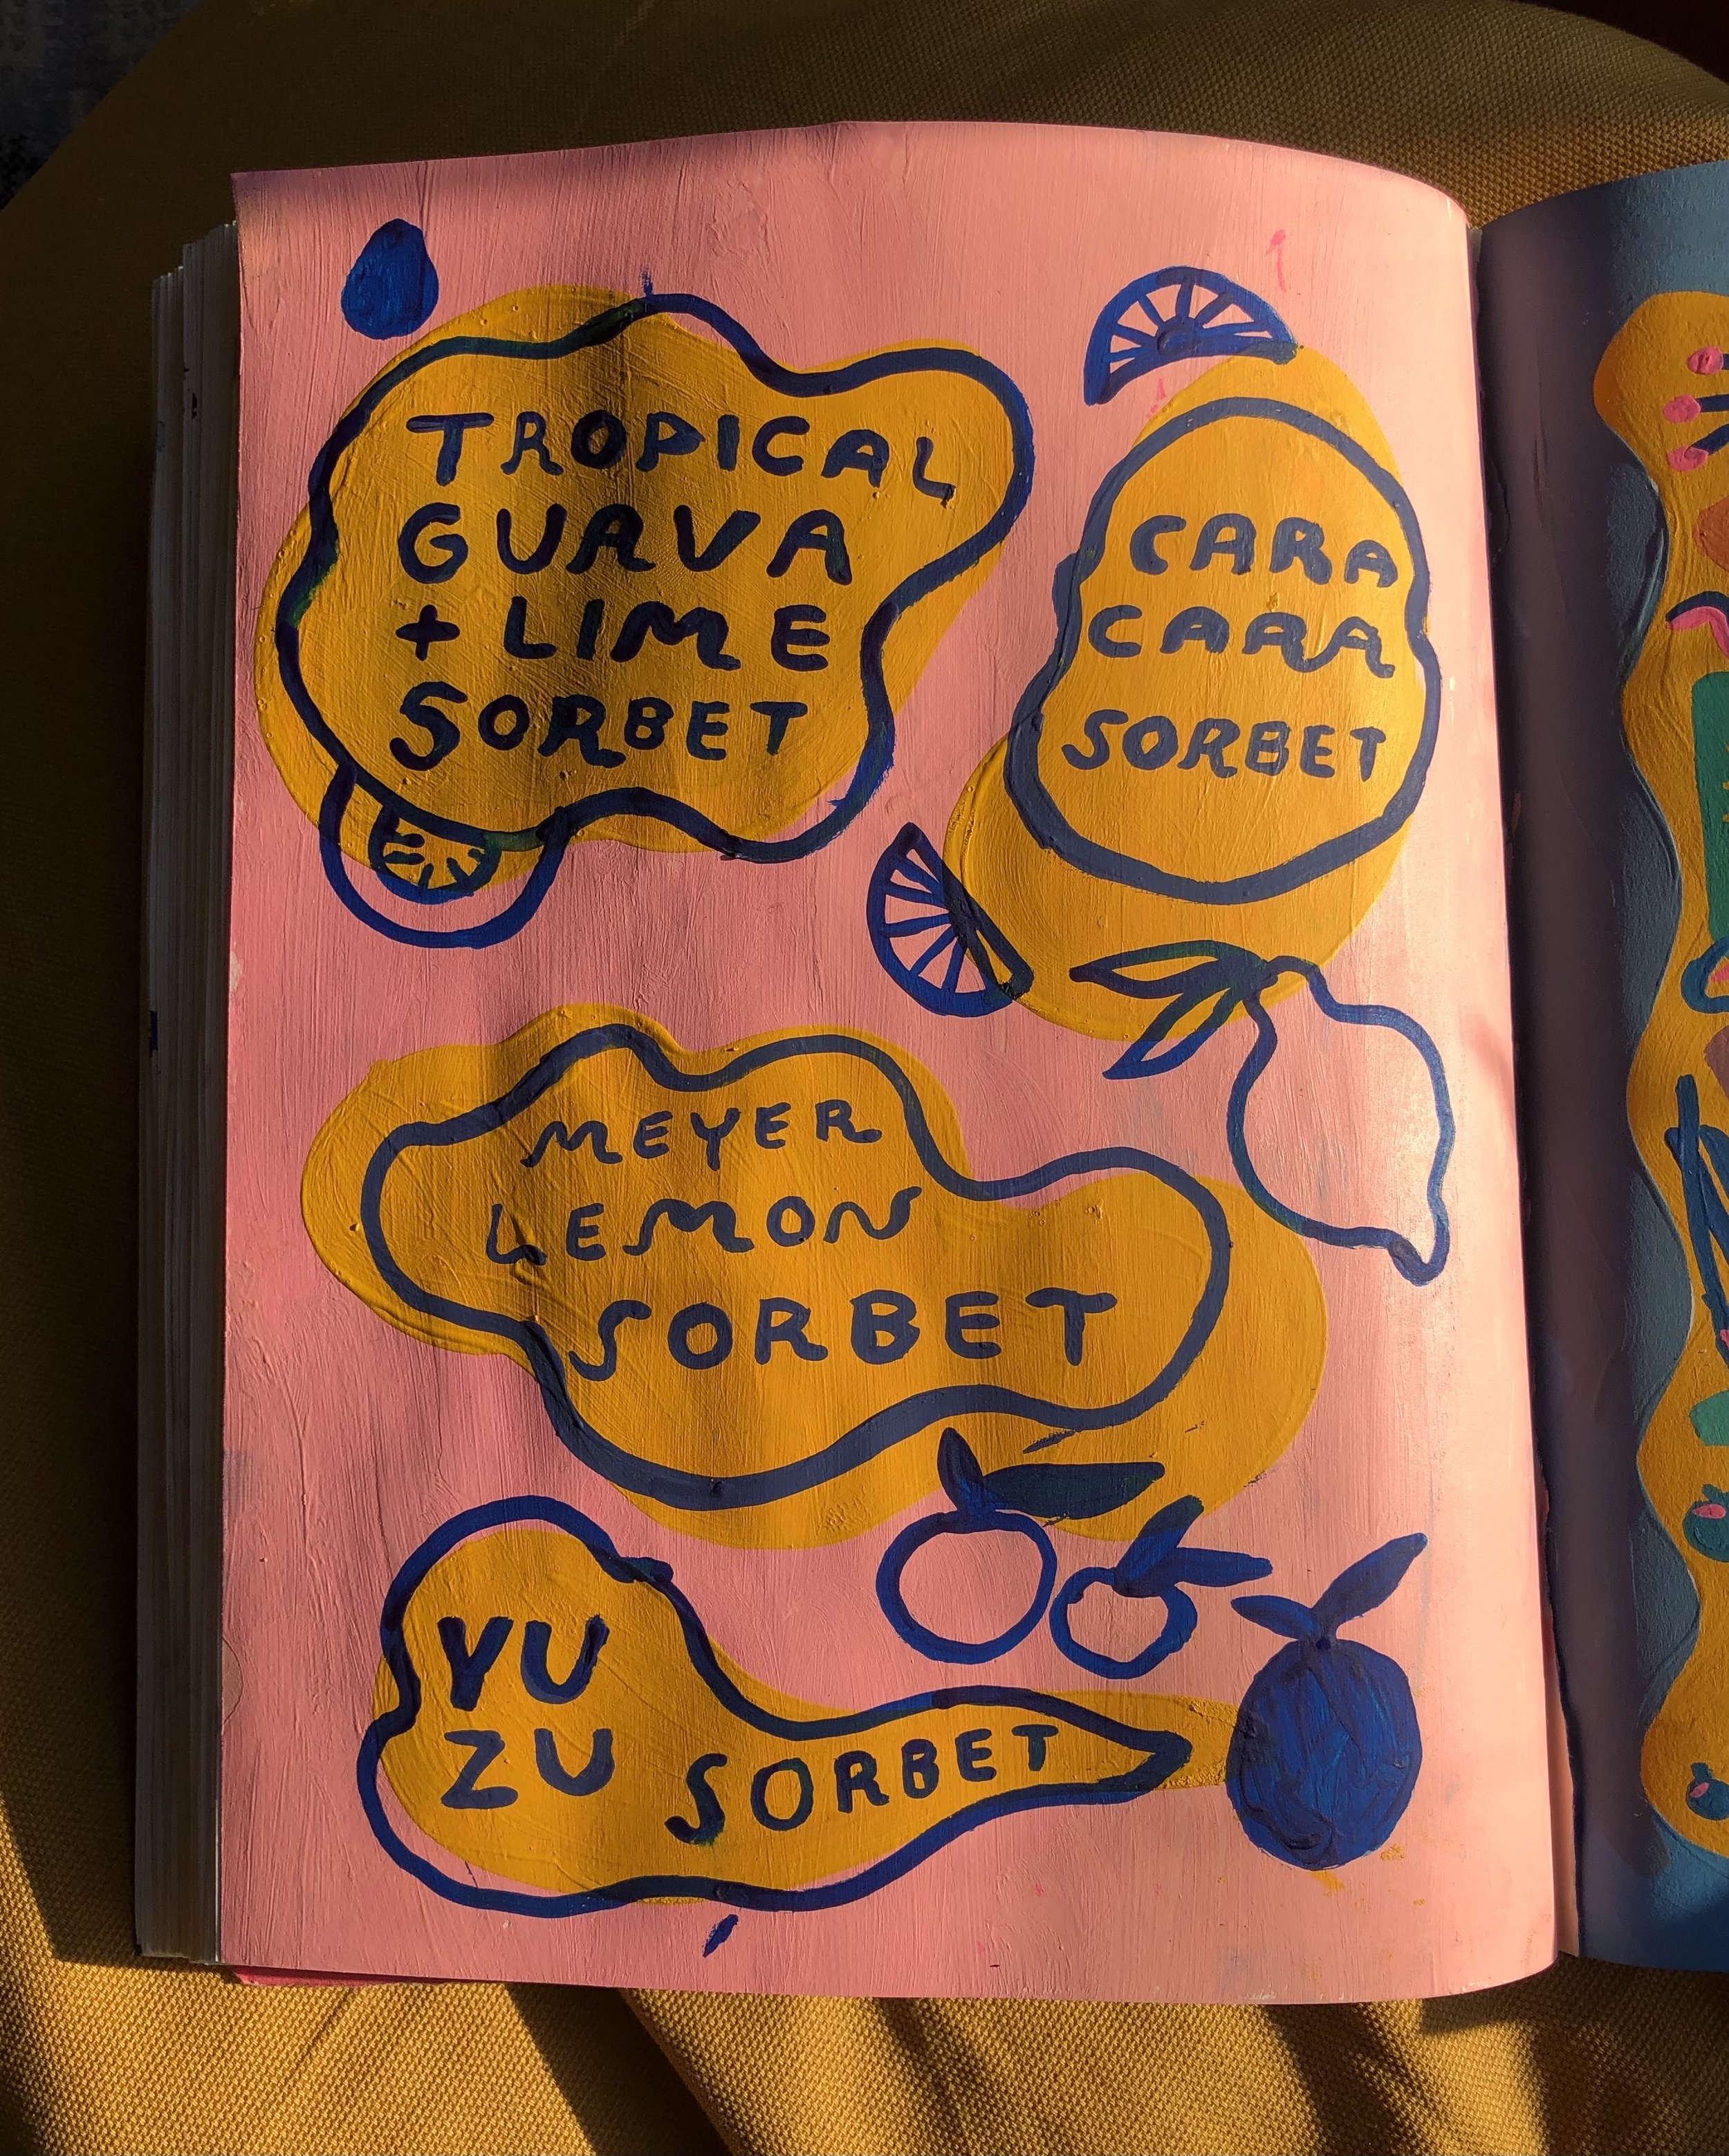 TROPICAL
GUAVA
+ LIME
SORBET
CARA
CARA
SORBET
MEYER
LEMON
SORBET
YU
ZU SORBET